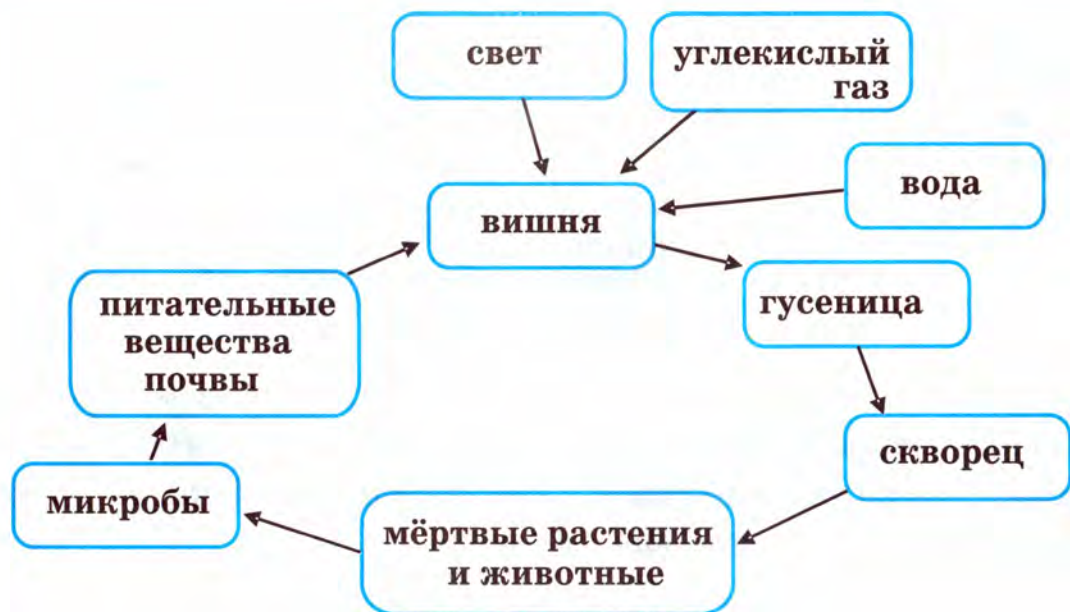 свет
углекислый
газ
вода
вишня
гусеница
питательные
вещества
почвы
скворец
микробы
мёртвые растения
и животные